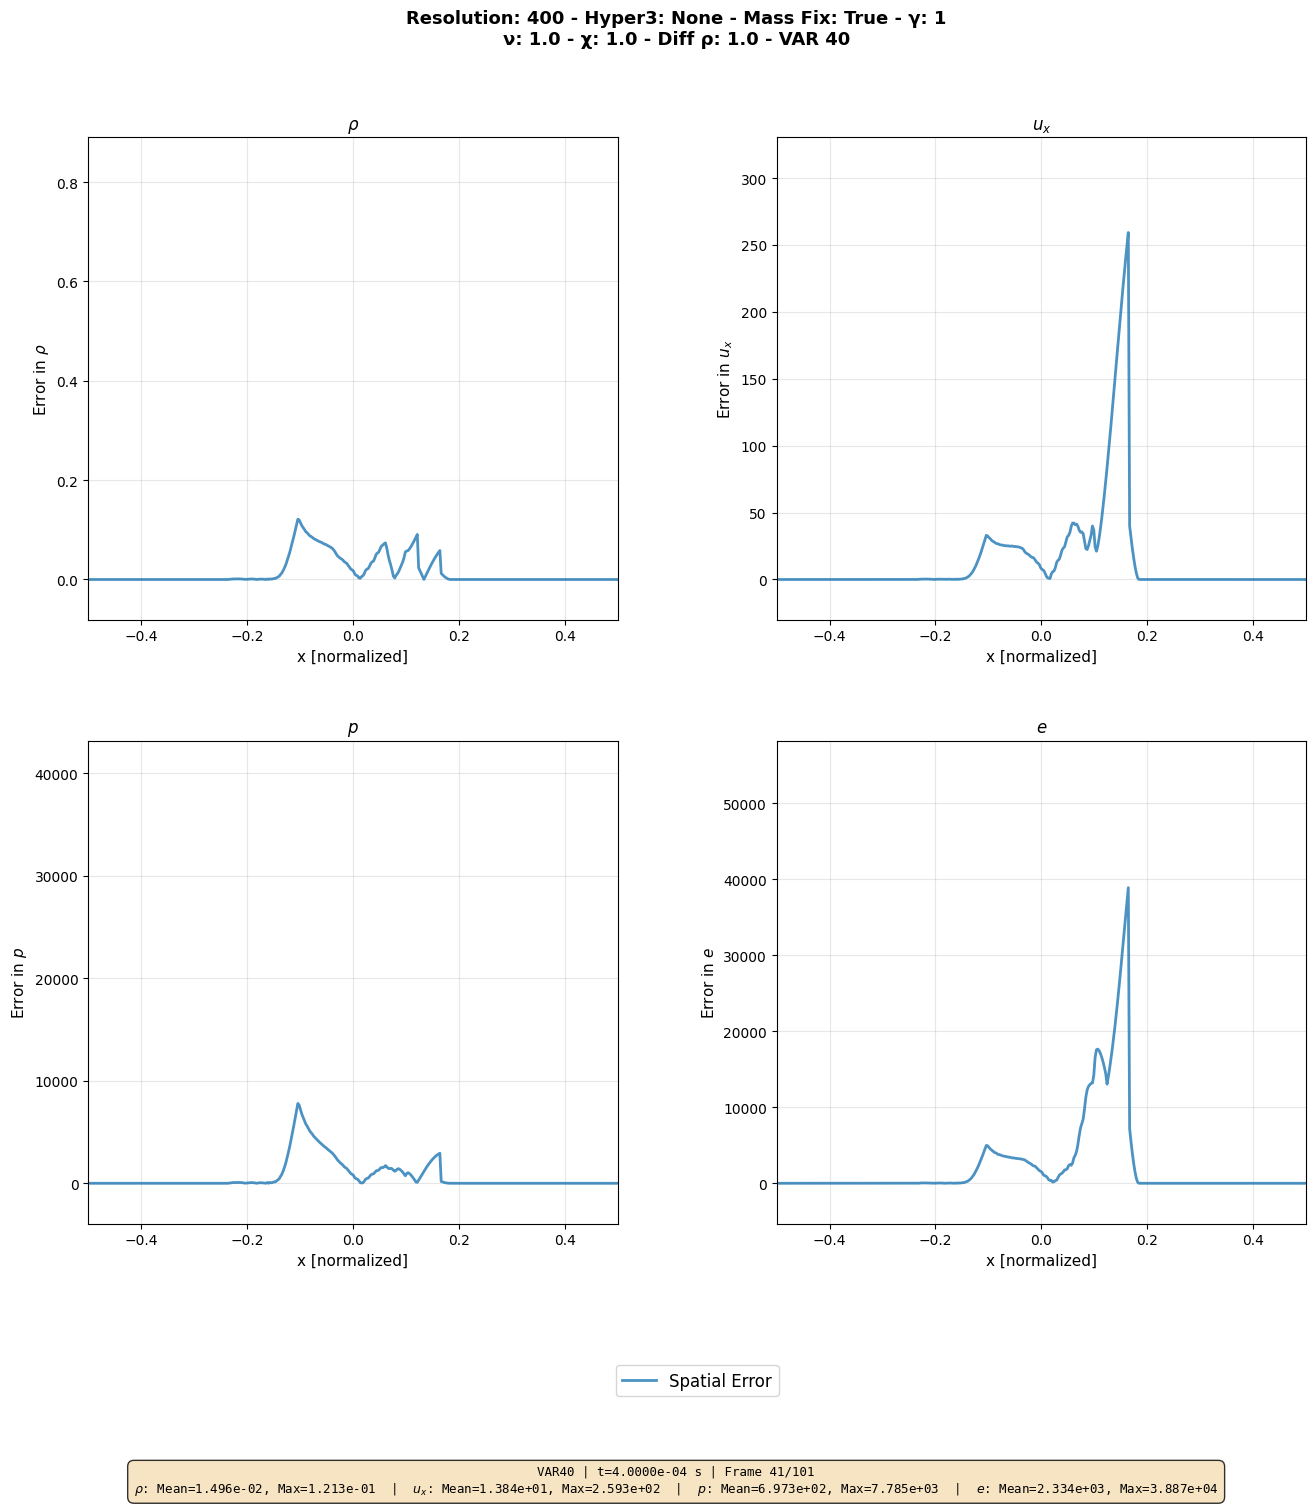 Resolution: 400 - Hyper3: None - Mass Fix: True - γ: 1
ν: 1.0 - χ: 1.0 - Diff ρ: 1.0 - VAR 40
ρ
Error in ρ
0.8
0.6
0.4
0.2
0.0
−0.4 −0.2 0.0 0.2 0.4
x [normalized]
u_x
Error in u_x
300
250
200
150
100
50
0
−0.4 −0.2 0.0 0.2 0.4
x [normalized]
p
Error in p
40000
30000
20000
10000
0
−0.4 −0.2 0.0 0.2 0.4
x [normalized]
e
Error in e
50000
40000
30000
20000
10000
0
−0.4 −0.2 0.0 0.2 0.4
x [normalized]
Spatial Error
VAR40 | t=4.0000e-04 s | Frame 41/101
ρ: Mean=1.496e-02, Max=1.213e-01 | u_x: Mean=1.384e+01, Max=2.593e+02 | p: Mean=6.973e+02, Max=7.785e+03 | e: Mean=2.334e+03, Max=3.887e+04